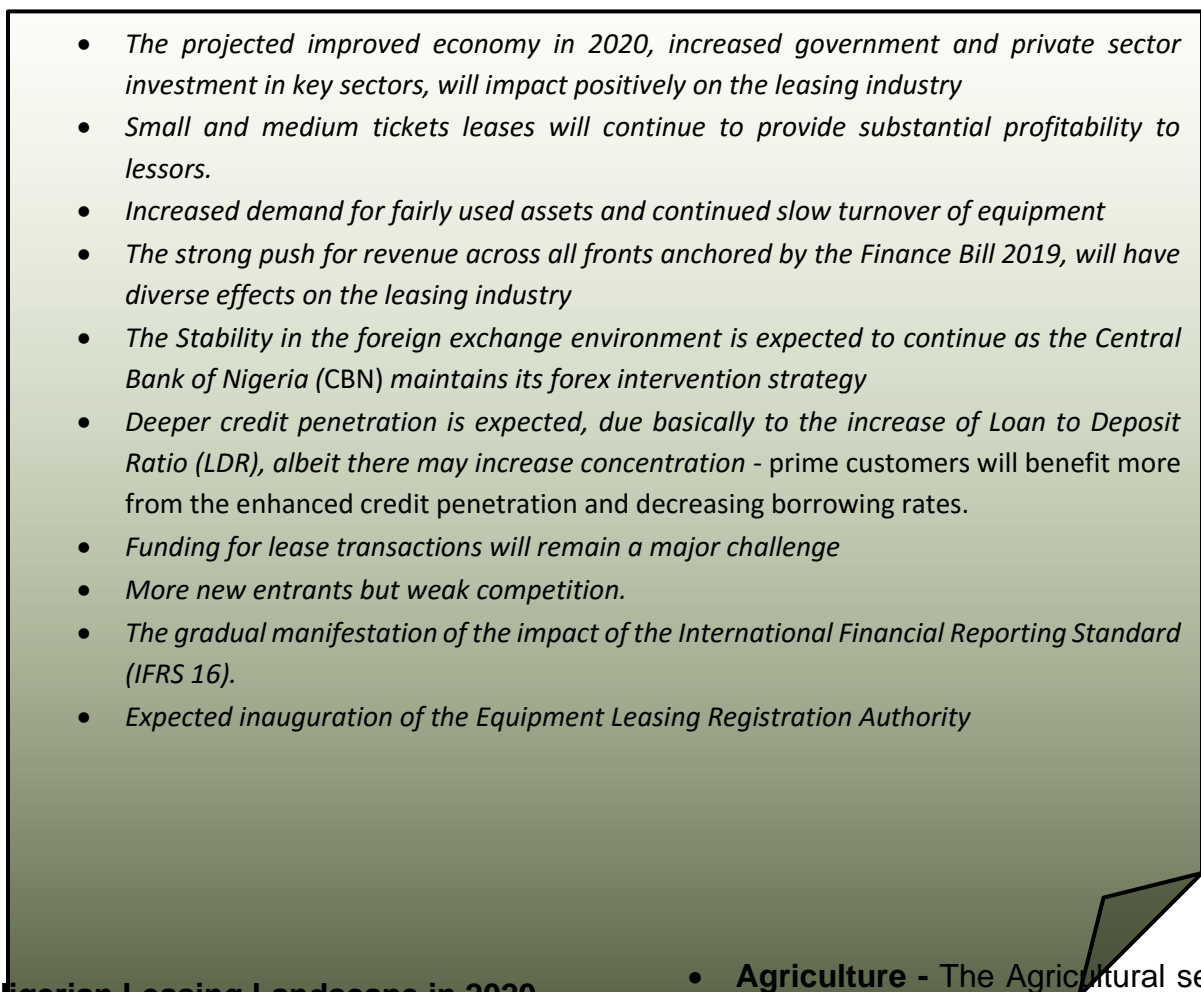 • The projected improved economy in 2020, increased government and private sector
investment in key sectors, will impact positively on the leasing industry
• Small and medium tickets leases will continue to provide substantial profitability to
lessors.
• Increased demand for fairly used assets and continued slow turnover of equipment
• The strong push for revenue across all fronts anchored by the Finance Bill 2019, will have
diverse effects on the leasing industry
• The Stability in the foreign exchange environment is expected to continue as the Central
Bank of Nigeria (CBN) maintains its forex intervention strategy
• Deeper credit penetration is expected, due basically to the increase of Loan to Deposit
Ratio (LDR), albeit there may increase concentration - prime customers will benefit more
from the enhanced credit penetration and decreasing borrowing rates.
• Funding for lease transactions will remain a major challenge
• More new entrants but weak competition.
• The gradual manifestation of the impact of the International Financial Reporting Standard
(IFRS 16).
• Expected inauguration of the Equipment Leasing Registration Authority
Leasing Landscape in 2020
• Agriculture - The Agricultural